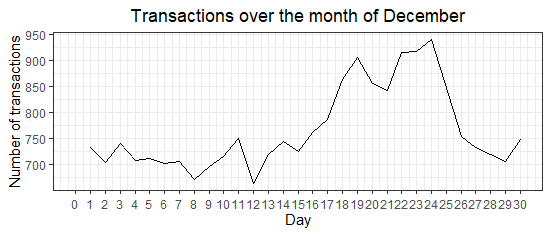 Transactions over the month of December
Number of transactions
950
900
850
800
750
700
0 1 2 3 4 5 6 7 8 9 10 11 12 13 14 15 16 17 18 19 20 21 22 23 24 25 26 27 28 29 30
Day